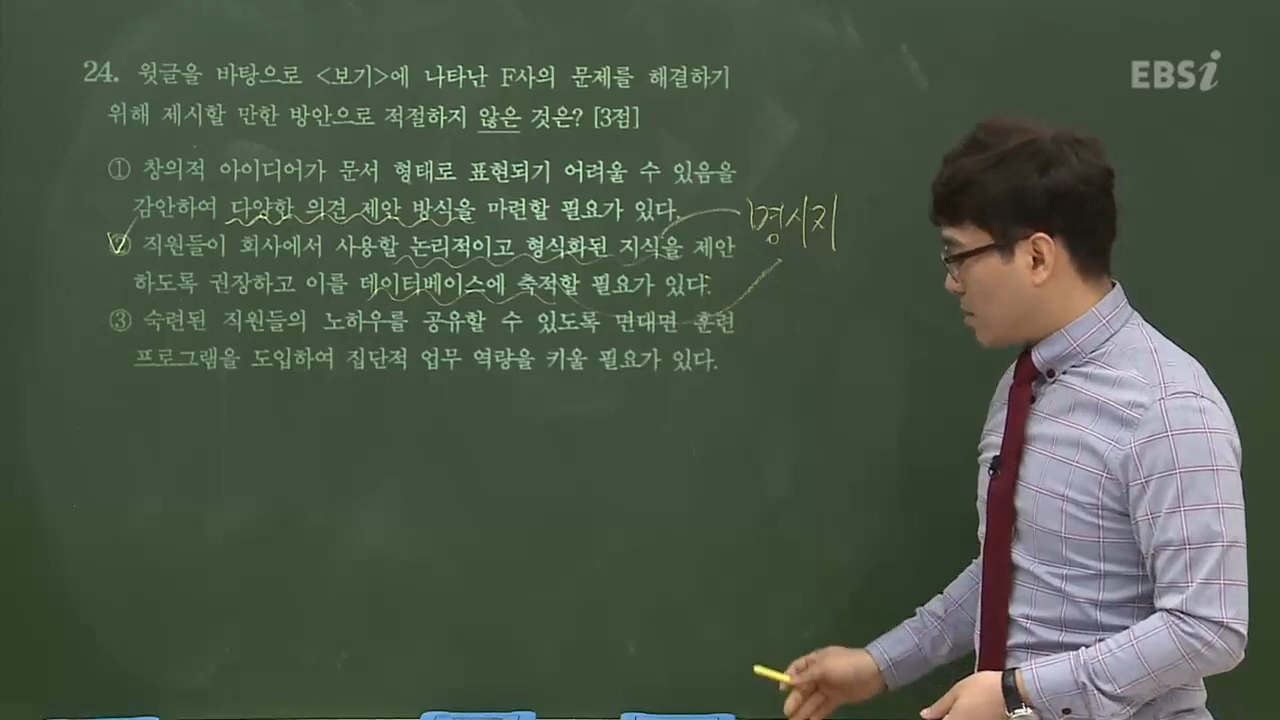 24. 윗글을 바탕으로 <보기>에 나타난 F사의 문제를 해결하기
위해 제시할 만한 방안으로 적절하지 않은 것은? [3점]
① 창의적 아이디어가 문서 형태로 표현되기 어려울 수 있음을
감안하여 다양한 의견 제안 방식을 마련할 필요가 있다.
② 직원들이 회사에서 사용할 논리적이고 형식화된 지식을 제안
하도록 권장하고 이를 데이터베이스에 축적할 필요가 있다.
③ 숙련된 직원들의 노하우를 공유할 수 있도록 면대면 훈련
프로그램을 도입하여 집단적 업무 역량을 키울 필요가 있다.
명시지
EBSi